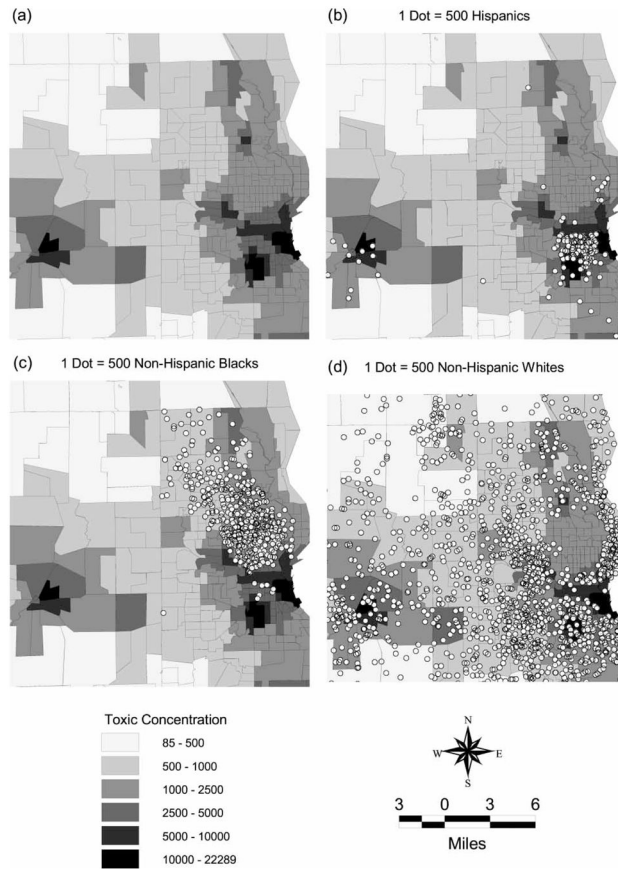 (a)
(b) 1 Dot = 500 Hispanics
(c) 1 Dot = 500 Non-Hispanic Blacks
(d) 1 Dot = 500 Non-Hispanic Whites
Toxic Concentration
85 - 500
500 - 1000
1000 - 2500
2500 - 5000
5000 - 10000
10000 - 22289
N
W E
S
3 0 3 6
Miles